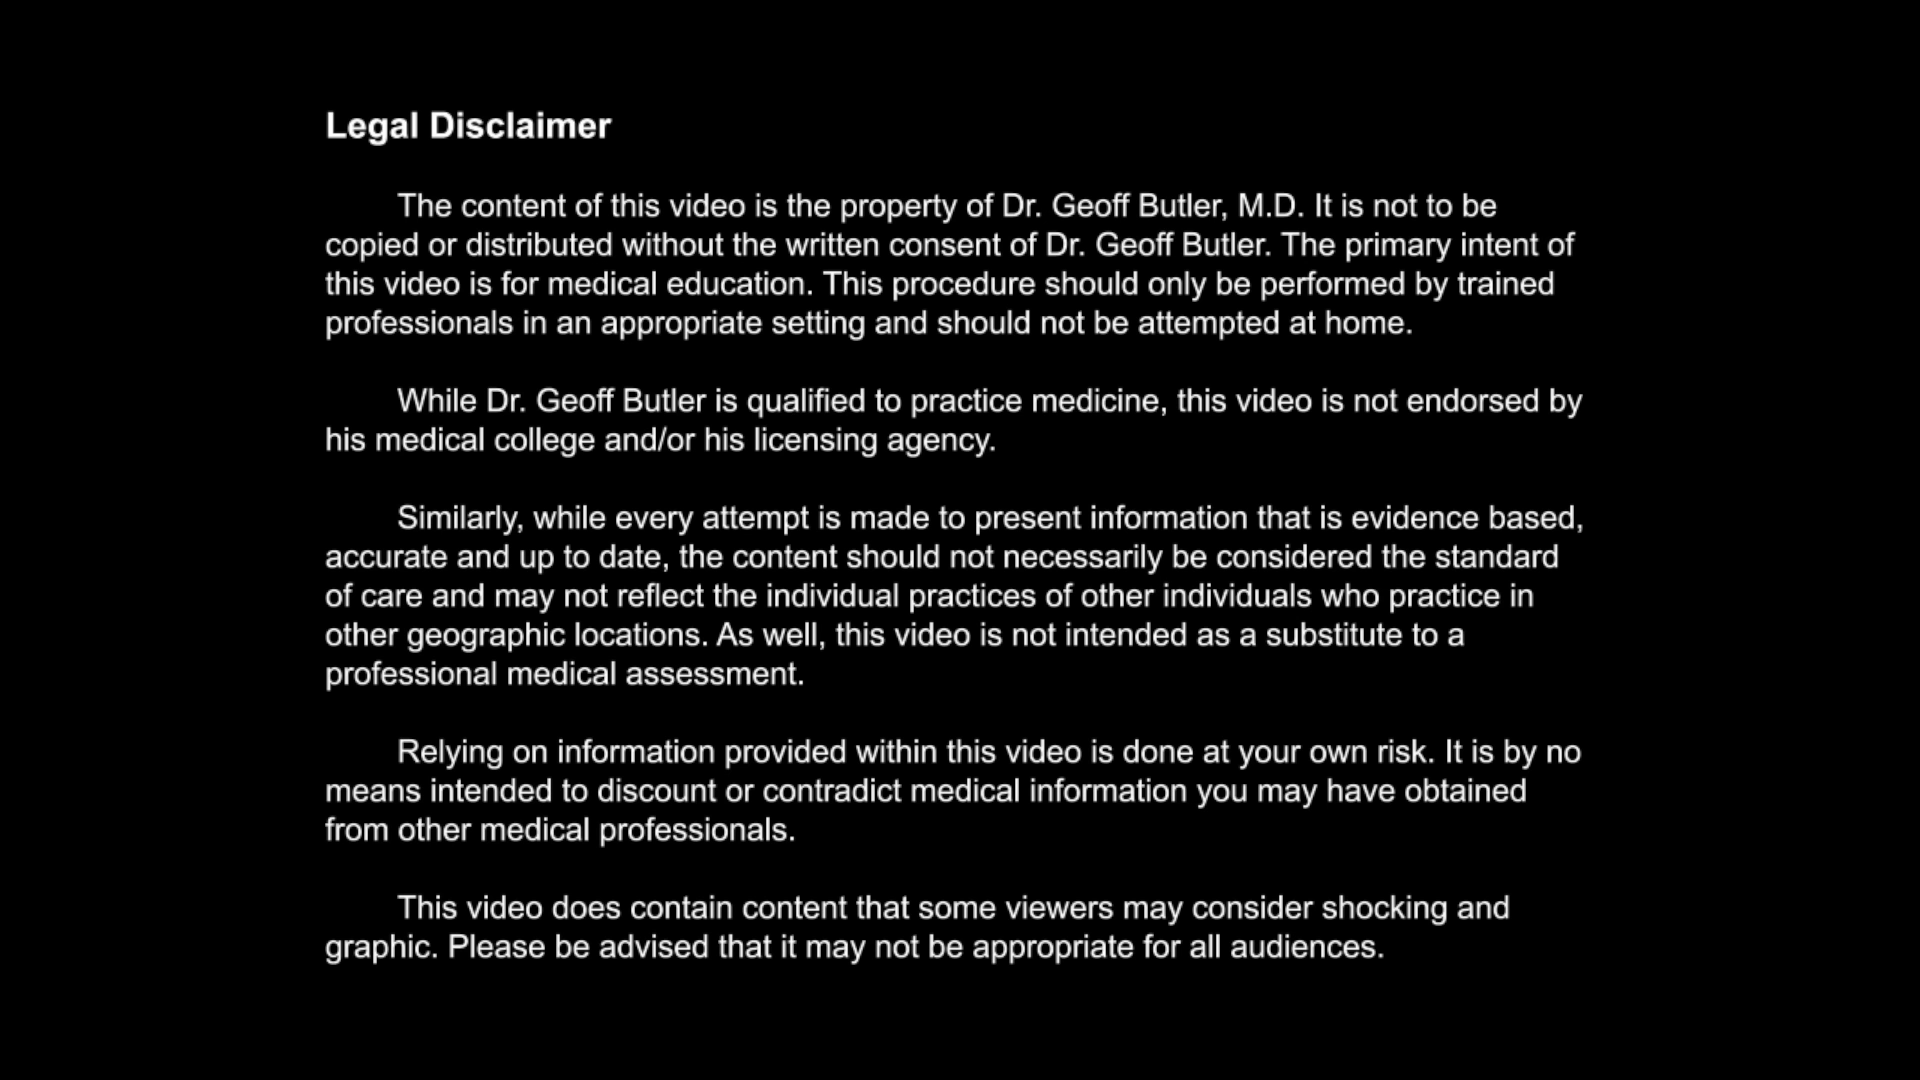 Legal Disclaimer
The content of this video is the property of Dr. Geoff Butler, M.D. It is not to be
copied or distributed without the written consent of Dr. Geoff Butler. The primary intent of
this video is for medical education. This procedure should only be performed by trained
professionals in an appropriate setting and should not be attempted at home.
While Dr. Geoff Butler is qualified to practice medicine, this video is not endorsed by
his medical college and/or his licensing agency.
Similarly, while every attempt is made to present information that is evidence based,
accurate and up to date, the content should not necessarily be considered the standard
of care and may not reflect the individual practices of other individuals who practice in
other geographic locations. As well, this video is not intended as a substitute to a
professional medical assessment.
Relying on information provided within this video is done at your own risk. It is by no
means intended to discount or contradict medical information you may have obtained
from other medical professionals.
This video does contain content that some viewers may consider shocking and
graphic. Please be advised that it may not be appropriate for all audiences.